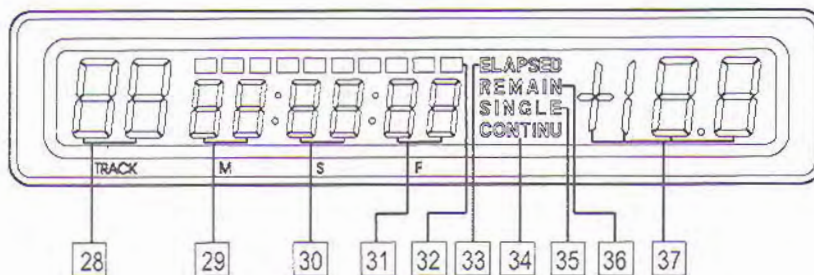 ELAPSED
REMAIN
SINGLE
CONTINU
TRACK M S F
28 29 30 31 32 33 34 35 36 37